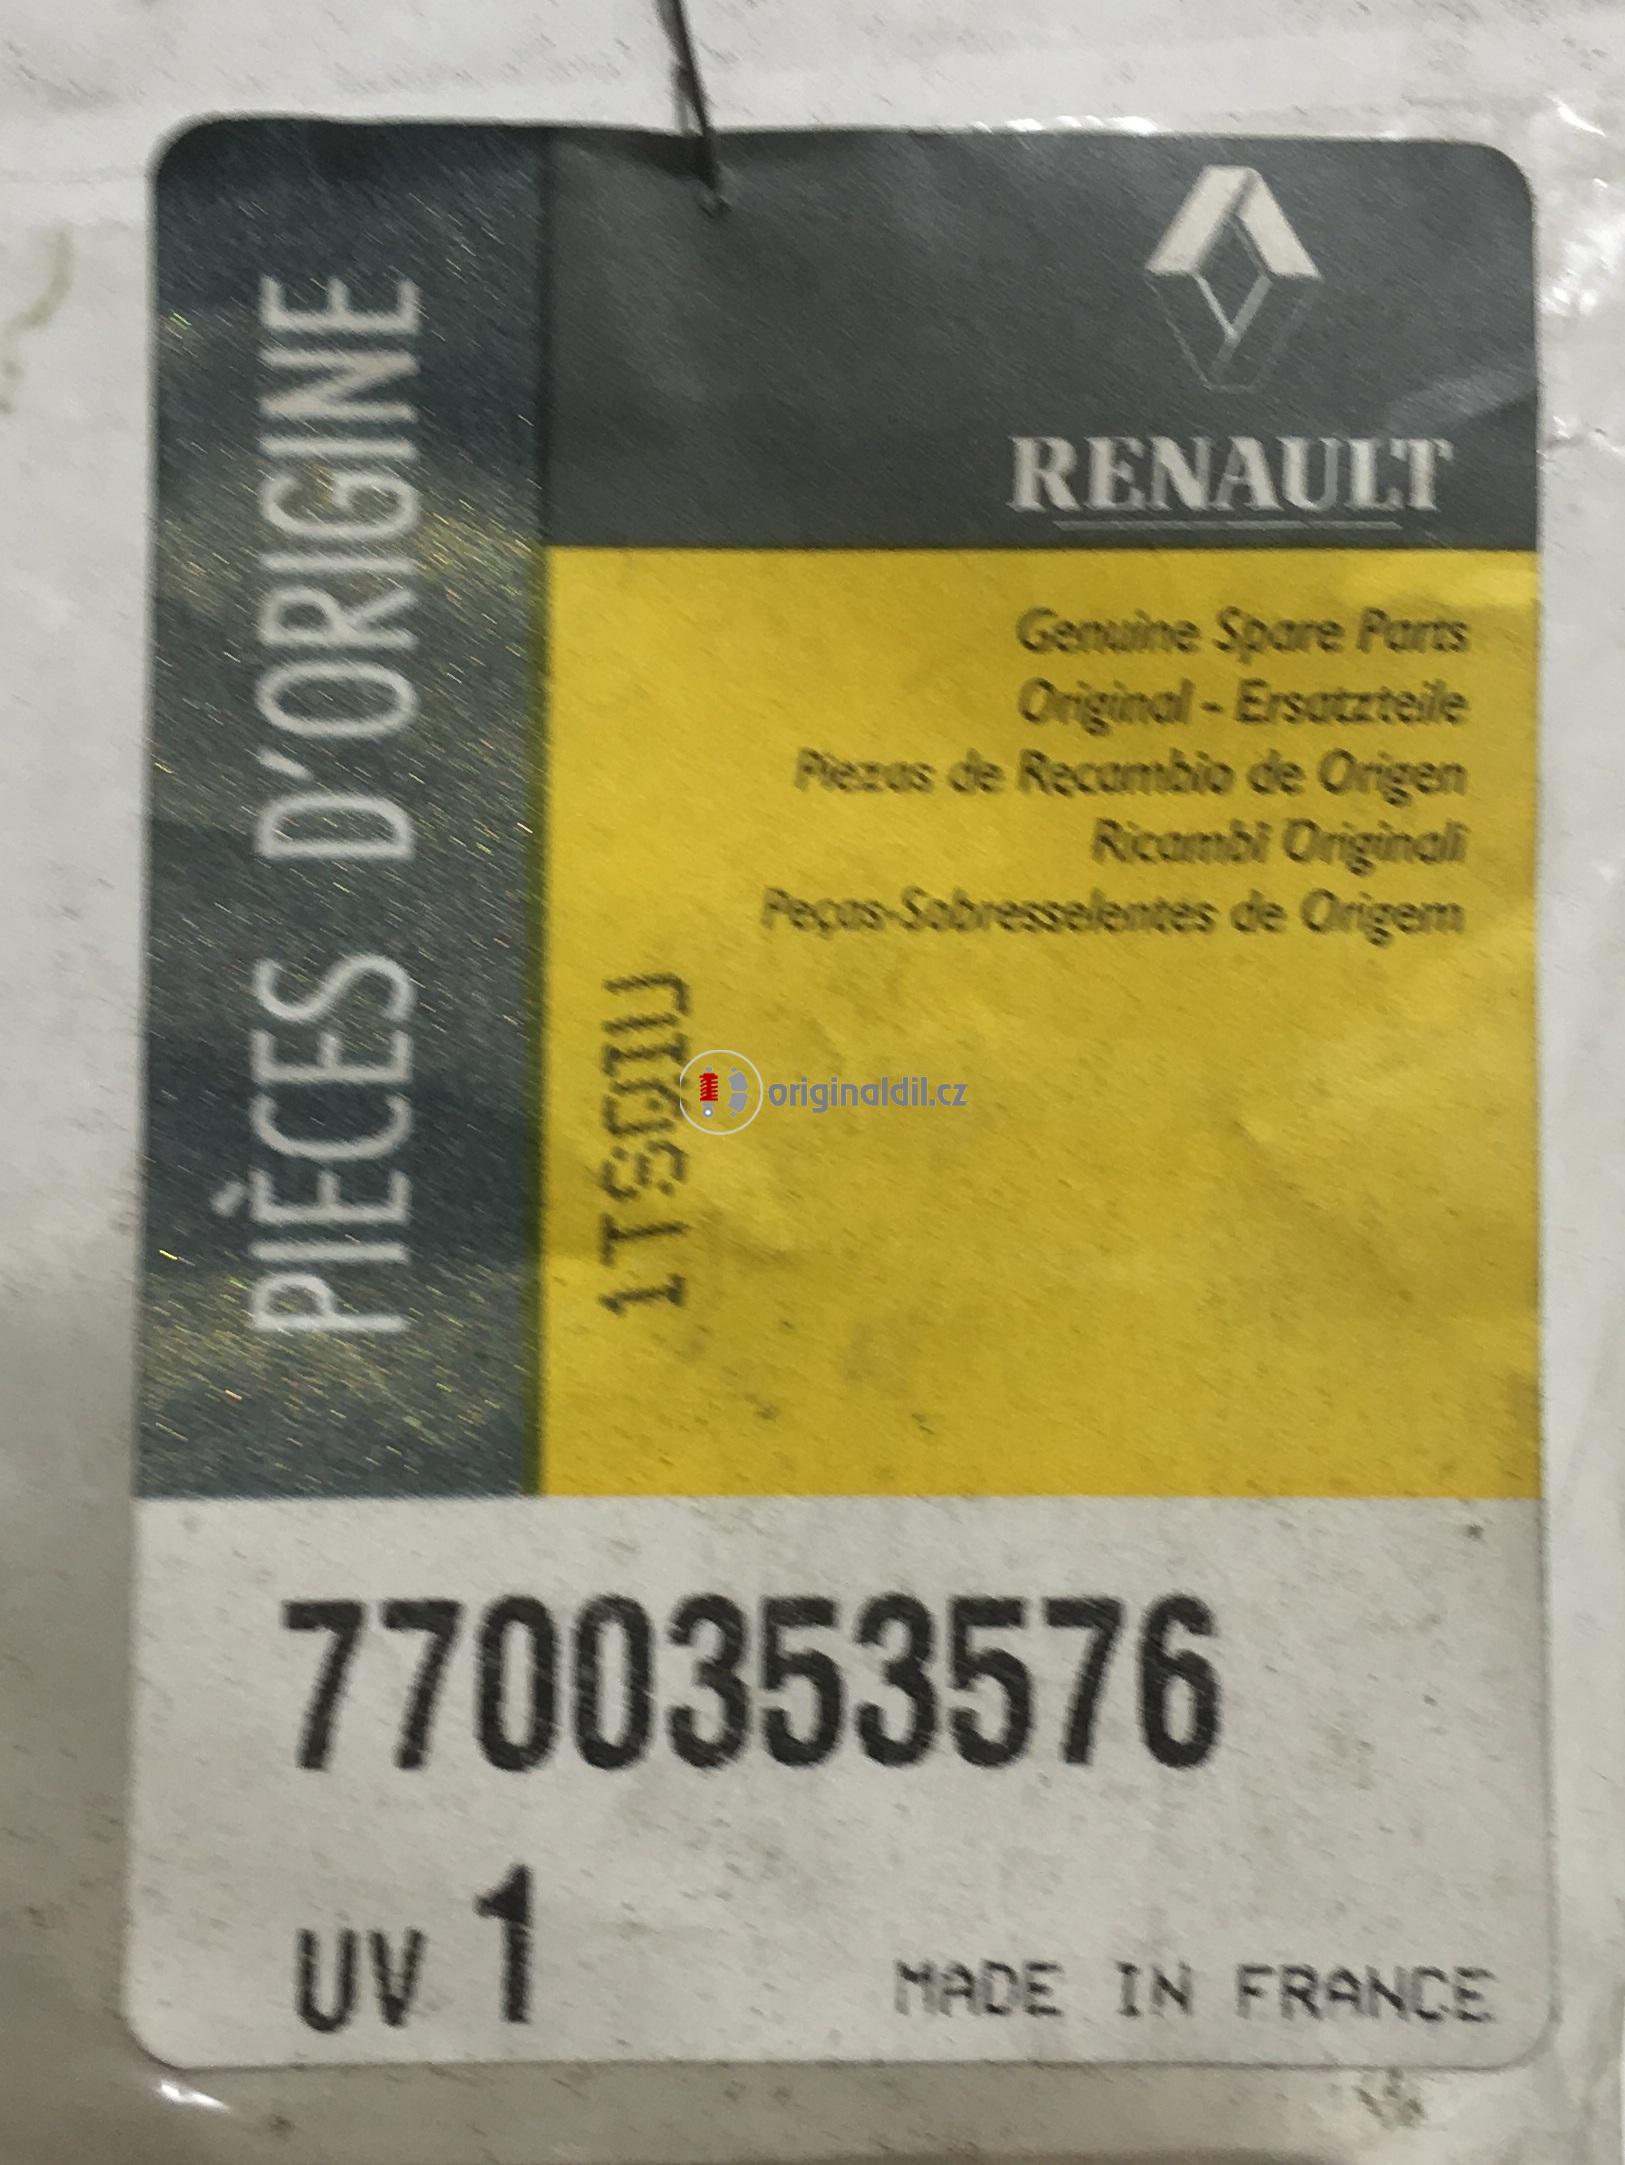 PIÈCES D'ORIGINE
RENAULT
Genuine Spare Parts
Original - Ersatzteile
Piezas de Recambio de Origen
Ricambi Originali
Peças-Sobresselentes de Origem
originaldil.cz
7700353576
UV 1
MADE IN FRANCE